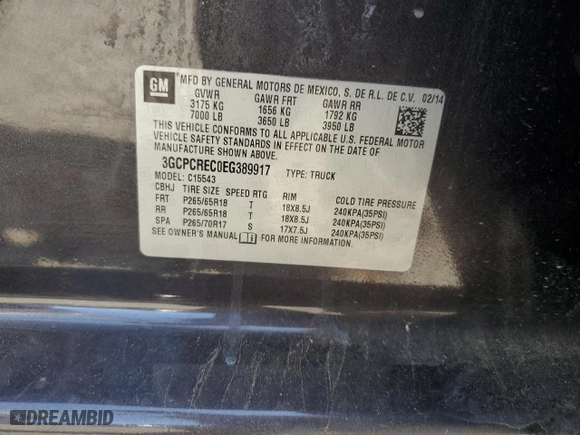 GM
MFD BY GENERAL MOTORS DE MEXICO, S. DE R.L. DE C.V. 02/14
GVWR GAWR FRT GAWR RR
3175 KG 1656 KG 1792 KG
7000 LB 3650 LB 3950 LB
THIS VEHICLE CONFORMS TO ALL APPLICABLE U.S. FEDERAL MOTOR
VEHICLE SAFETY STANDARDS IN EFFECT ON THE DATE OF
MANUFACTURE SHOWN ABOVE.
3GCPCREC0EG389917 TYPE: TRUCK
MODEL: C15543
CBHJ TIRE SIZE SPEED RTG RIM COLD TIRE PRESSURE
FRT P265/65R18 T 18X8.5J 240KPA(35PSI)
RR P265/65R18 T 18X8.5J 240KPA(35PSI)
SPA P265/70R17 S 17X7.5J 240KPA(35PSI)
SEE OWNER'S MANUAL FOR MORE INFORMATION.
DREAMBID